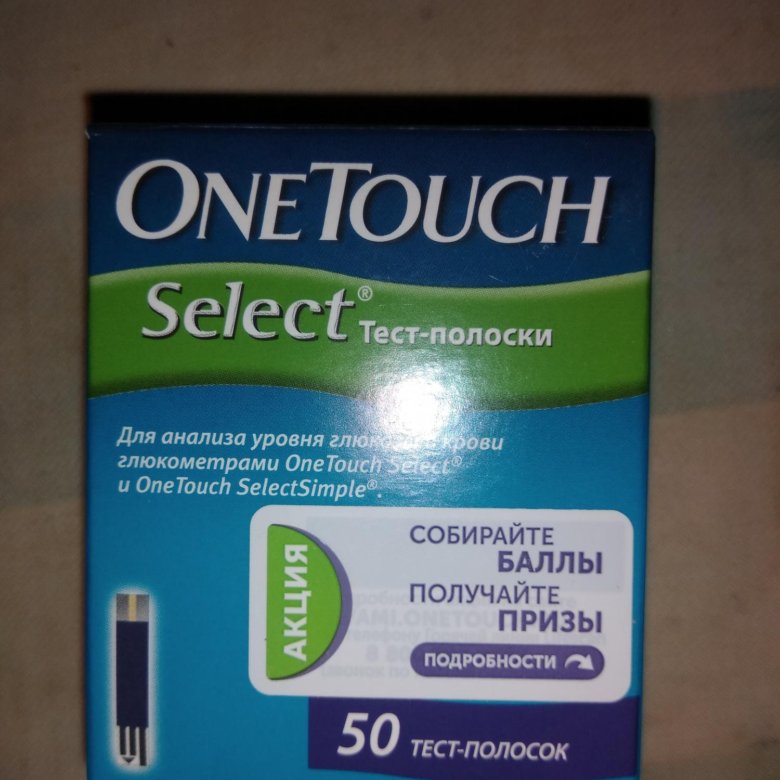 ONETOUCH
Select® Тест-полоски
Для анализа уровня глюкозы в крови
глюкометрами OneTouch Select®
и OneTouch SelectSimple®.
АКЦИЯ
СОБИРАЙТЕ
БАЛЛЫ
ПОЛУЧАЙТЕ
ПРИЗЫ
ПОДРОБНОСТИ
50 ТЕСТ-ПОЛОСОК